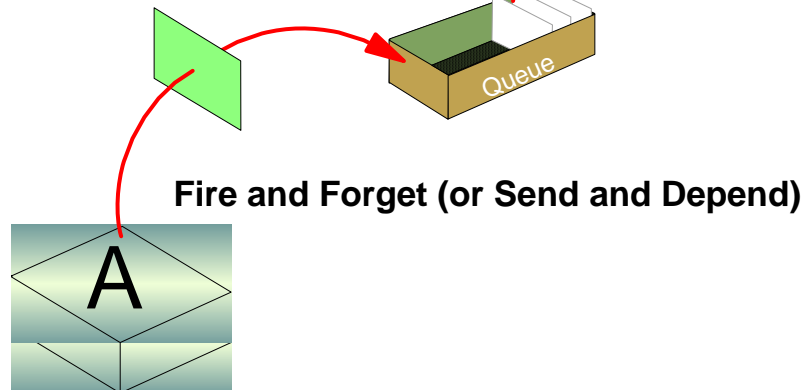 Queue
Fire and Forget (or Send and Depend)
A